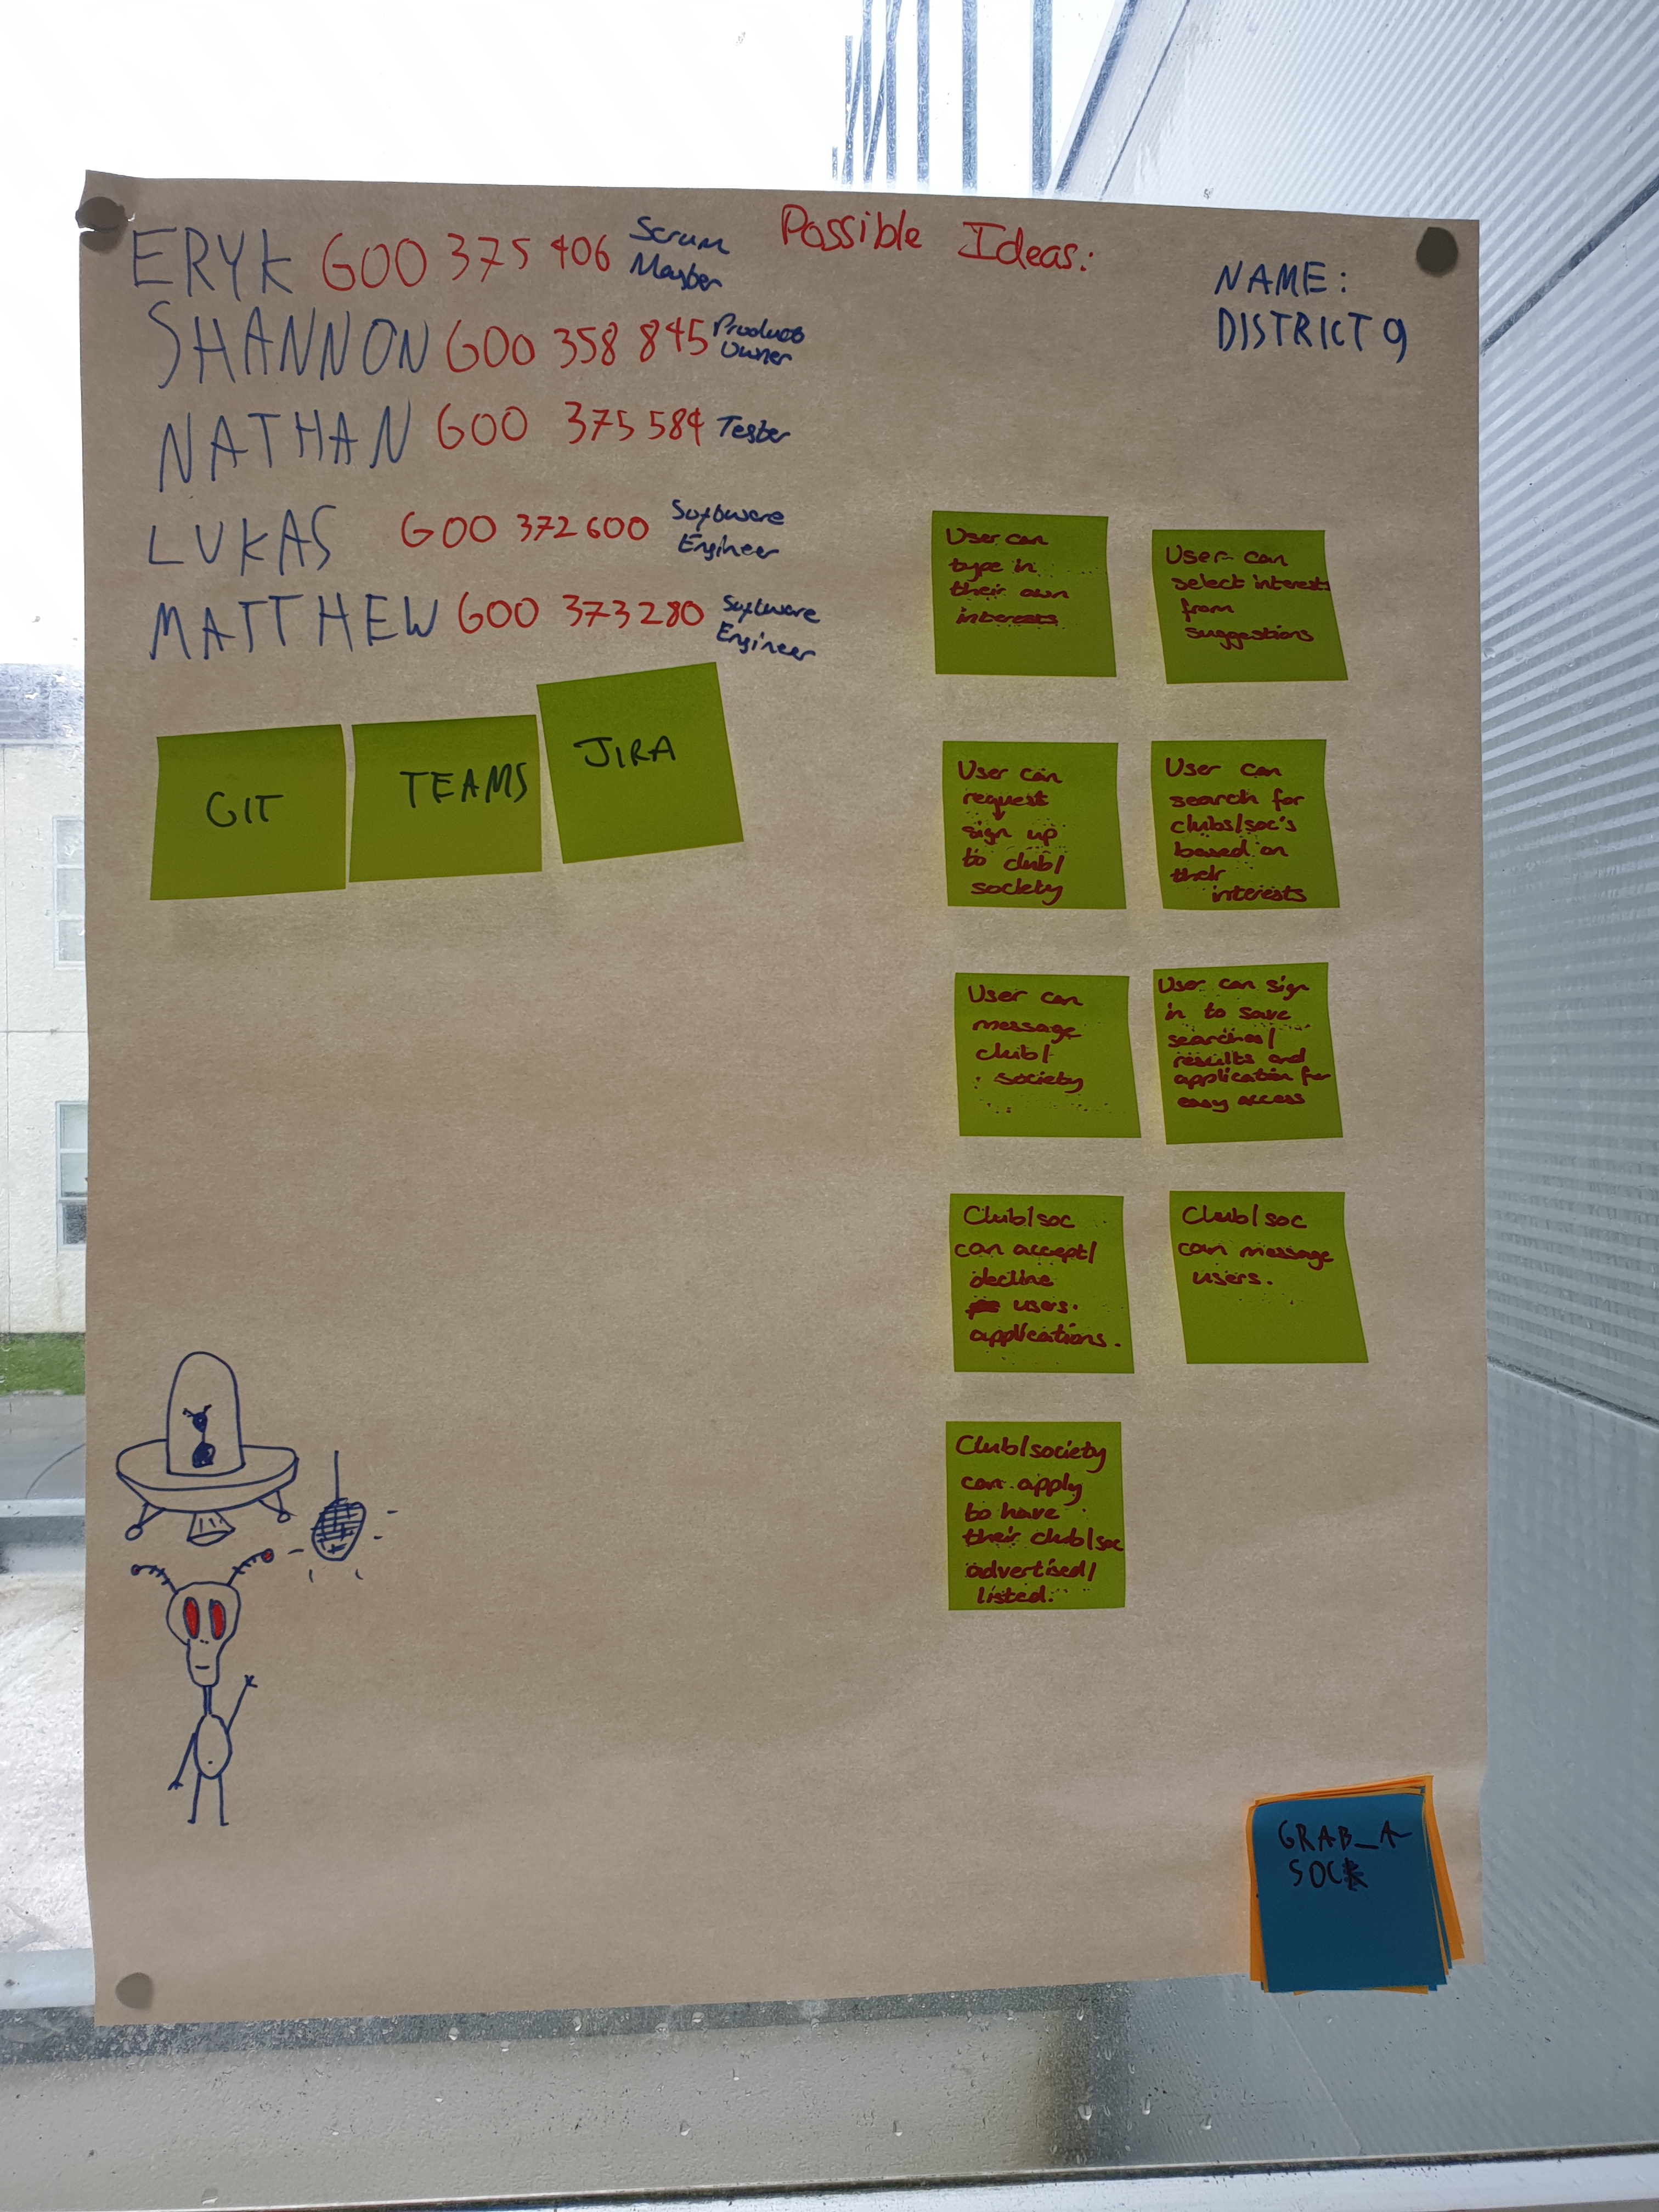 ERYK G00 375 406 Scrum
Master
SHANNON G00 358 845 Product
Owner
NATHAN G00 375 584 Tester
LUKAS G00 372 600 Software
Engineer
MATTHEW G00 373280 Software
Engineer
GIT
TEAMS
JIRA
Possible Ideas:
NAME:
DISTRICT 9
User can
type in
their own
interests
User can
select interests
from
suggestions
User can
request
sign up
to club/
society
User can
search for
clubs/soc's
based on
their
interests
User can
message
club/
society
User can sign
in to save
searches/
results and
application for
easy access
Club/soc
can accept/
decline
users.
applications.
Club/soc
can message
users.
Club/society
can apply
to have
their club/soc
advertised/
listed.
GRAB_A
SOC